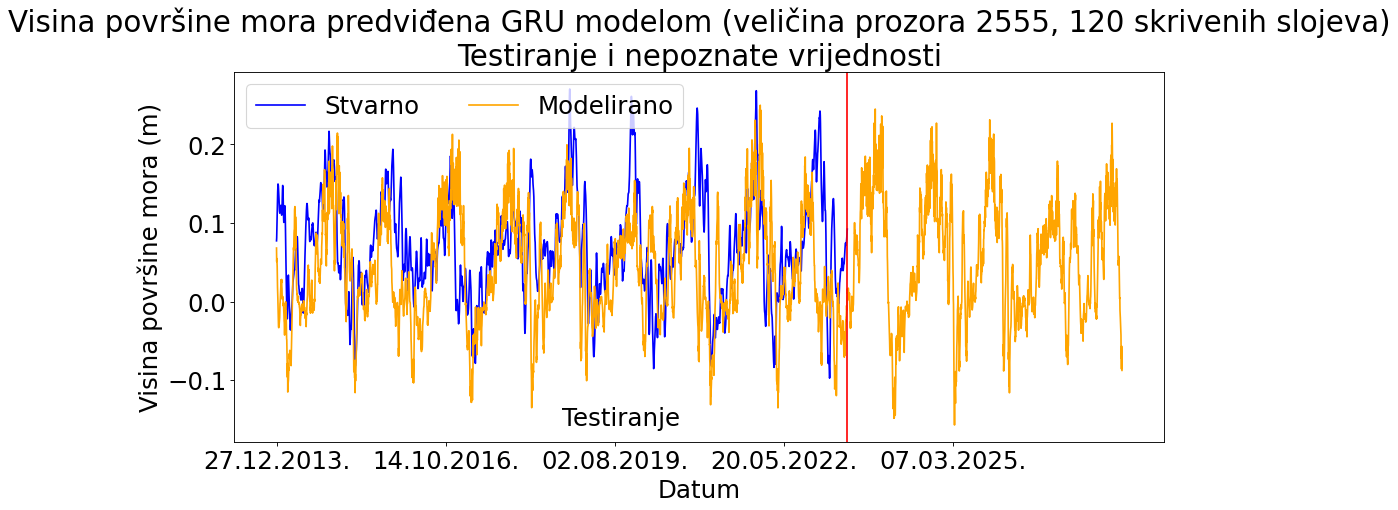 Visina površine mora predviđena GRU modelom (veličina prozora 2555, 120 skrivenih slojeva)
Testiranje i nepoznate vrijednosti
Stvarno
Modelirano
Visina površine mora (m)
0.2
0.1
0.0
−0.1
Testiranje
27.12.2013.
14.10.2016.
02.08.2019.
20.05.2022.
07.03.2025.
Datum